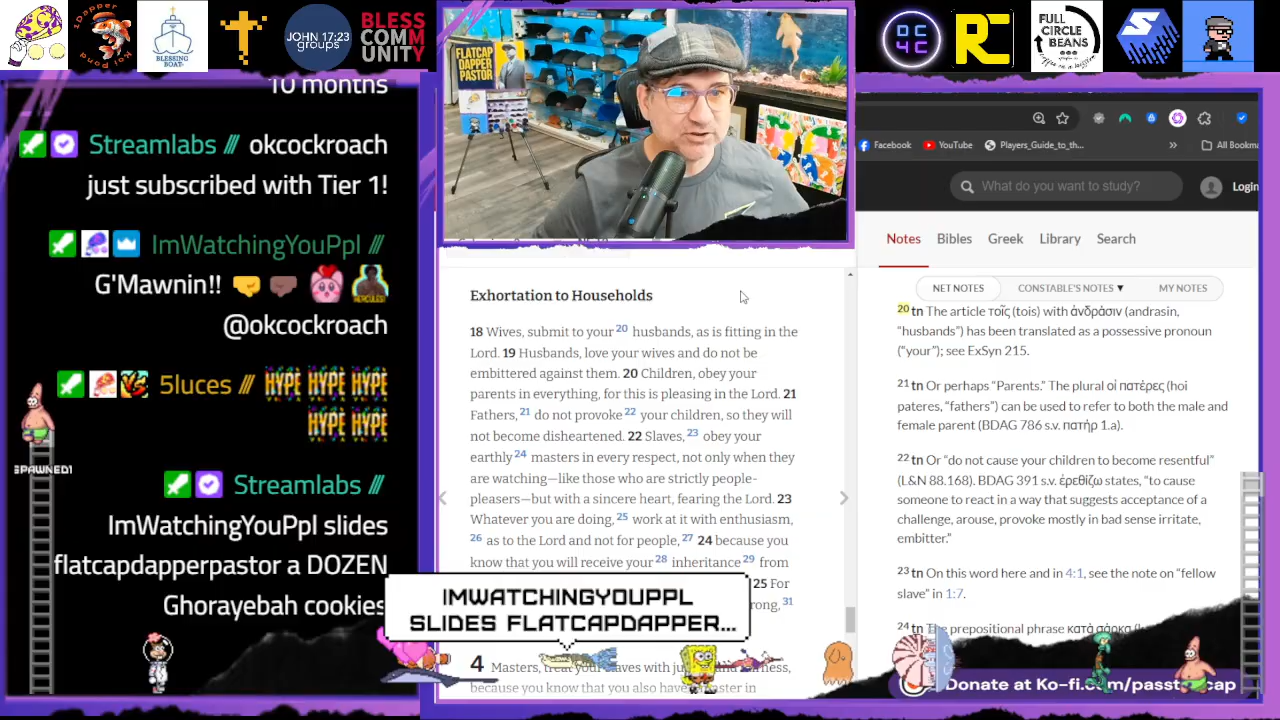 JOHN 17:23
groups
BLESS
COMM
UNITY
BLESSING
BOAT
FULL
CIRCLE
BEANS
10 months
Streamlabs /// okcockroach
just subscribed with Tier 1!
ImWatchingYouPpl ///
G'Mawnin!!
@okcockroach
5luces /// HYPE HYPE HYPE
HYPE HYPE
Streamlabs ///
ImWatchingYouPpl slides
flatcapdapperpastor a DOZEN
Ghorayebah cookies
FLATCAP
DAPPER
PASTOR
Exhortation to Households
18 Wives, submit to your 20 husbands, as is fitting in the
Lord. 19 Husbands, love your wives and do not be
embittered against them. 20 Children, obey your
parents in everything, for this is pleasing in the Lord. 21
Fathers, 21 do not provoke 22 your children, so they will
not become disheartened. 22 Slaves, 23 obey your
earthly 24 masters in every respect, not only when they
are watching—like those who are strictly people-
pleasers—but with a sincere heart, fearing the Lord. 23
Whatever you are doing, 25 work at it with enthusiasm,
26 as to the Lord and not for people, 27 24 because you
know that you will receive your 28 inheritance 29 from
25 For
rong, 31
4 Masters, treat your slaves with
because you know that you also have master in
IMWATCHINGYOUPPL
SLIDES FLATCAPDAPPER...
Facebook YouTube Players_Guide_to_th... » All Bookma
What do you want to study? Login
Notes Bibles Greek Library Search
NET NOTES CONSTABLE'S NOTES ▼ MY NOTES
20 tn The article τοῖς (tois) with ἀνδράσιν (andrasin,
“husbands”) has been translated as a possessive pronoun
(“your”); see ExSyn 215.
21 tn Or perhaps “Parents.” The plural οἱ πατέρες (hoi
pateres, “fathers”) can be used to refer to both the male and
female parent (BDAG 786 s.v. πατήρ 1.a).
22 tn Or “do not cause your children to become resentful”
(L&N 88.168). BDAG 391 s.v. ἐρεθίζω states, “to cause
someone to react in a way that suggests acceptance of a
challenge, arouse, provoke mostly in bad sense irritate,
embitter.”
23 tn On this word here and in 4:1, see the note on “fellow
slave” in 1:7.
24 tn The prepositional phrase κατὰ σάρκα
Donate at Ko-fi.com/passt